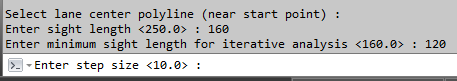 Select lane center polyline (near start point) :
Enter sight length <250.0> : 160
Enter minimum sight length for iterative analysis <160.0> : 120
Enter step size <10.0> :